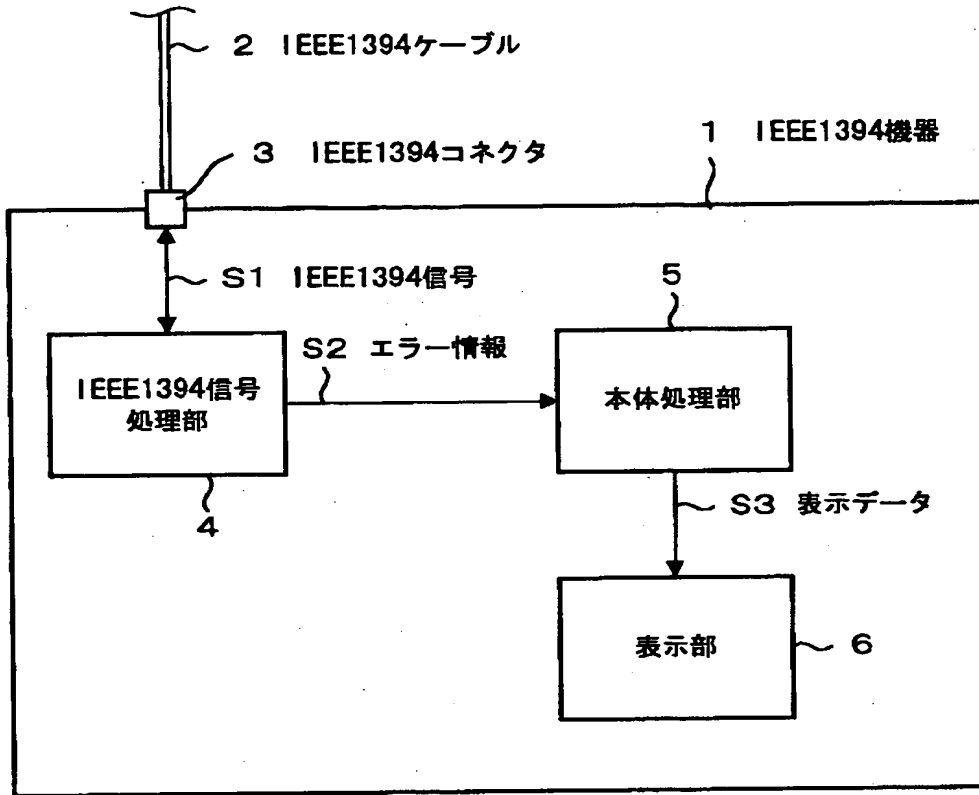 2 IEEE1394ケーブル
3 IEEE1394コネクタ
1 IEEE1394機器
S1 IEEE1394信号
5
S2 エラー情報
IEEE1394信号
処理部
本体処理部
4
S3 表示データ
表示部
6